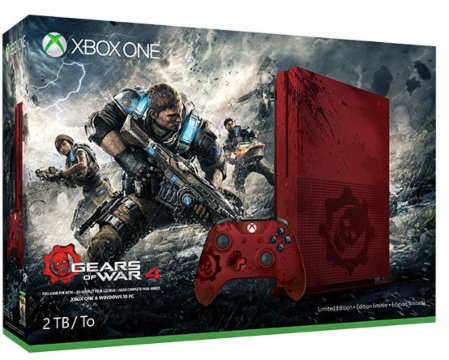 XBOX ONE
GEARS
OF WAR 4
XBOX ONE & WINDOWS 10 PC
2 TB / To
Limited Edition • Édition limitée • Edición limitada